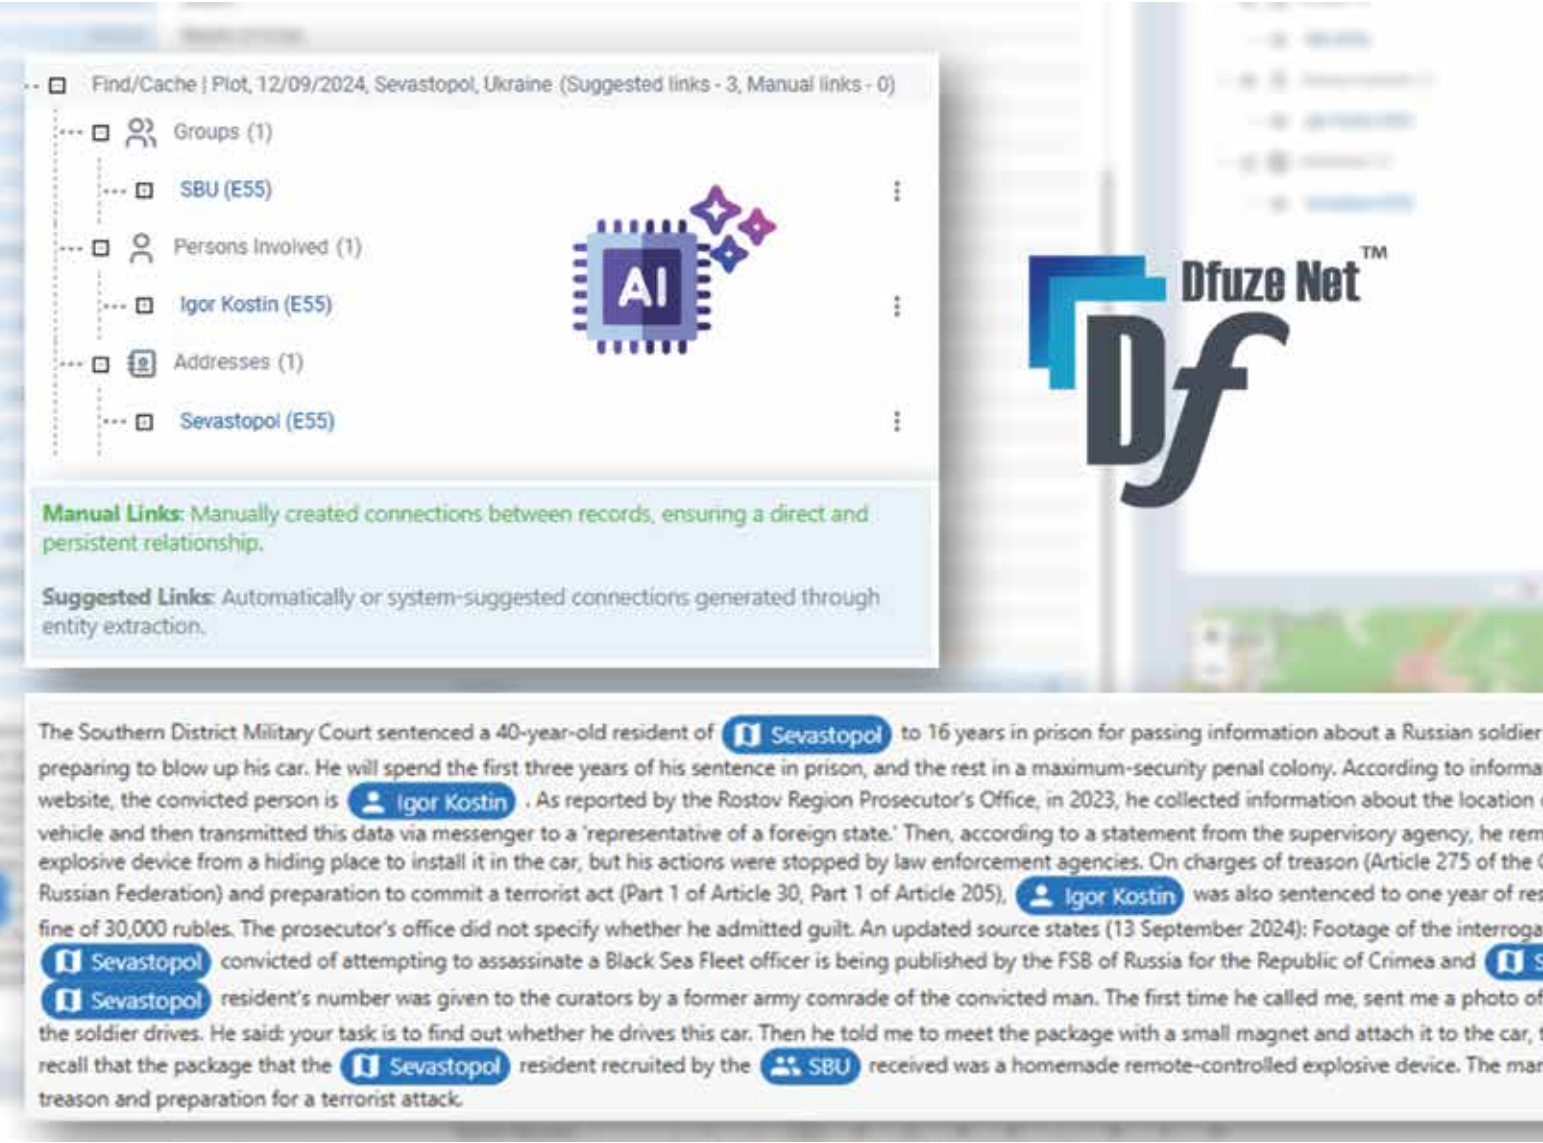 Find/Cache | Plot, 12/09/2024, Sevastopol, Ukraine (Suggested links - 3, Manual links - 0)
Groups (1)
SBU (E55)
Persons Involved (1)
Igor Kostin (E55)
Addresses (1)
Sevastopol (E55)
AI
Dfuze Net™
Df
Manual Links: Manually created connections between records, ensuring a direct and
persistent relationship.
Suggested Links: Automatically or system-suggested connections generated through
entity extraction.
The Southern District Military Court sentenced a 40-year-old resident of Sevastopol to 16 years in prison for passing information about a Russian soldier
preparing to blow up his car. He will spend the first three years of his sentence in prison, and the rest in a maximum-security penal colony. According to informa
website, the convicted person is Igor Kostin . As reported by the Rostov Region Prosecutor's Office, in 2023, he collected information about the location
vehicle and then transmitted this data via messenger to a 'representative of a foreign state.' Then, according to a statement from the supervisory agency, he rem
explosive device from a hiding place to install it in the car, but his actions were stopped by law enforcement agencies. On charges of treason (Article 275 of the
Russian Federation) and preparation to commit a terrorist act (Part 1 of Article 30, Part 1 of Article 205), Igor Kostin was also sentenced to one year of res
fine of 30,000 rubles. The prosecutor's office did not specify whether he admitted guilt. An updated source states (13 September 2024): Footage of the interroga
Sevastopol convicted of attempting to assassinate a Black Sea Fleet officer is being published by the FSB of Russia for the Republic of Crimea and S
Sevastopol resident's number was given to the curators by a former army comrade of the convicted man. The first time he called me, sent me a photo of
the soldier drives. He said: your task is to find out whether he drives this car. Then he told me to meet the package with a small magnet and attach it to the car, t
recall that the package that the Sevastopol resident recruited by the SBU received was a homemade remote-controlled explosive device. The man
treason and preparation for a terrorist attack.